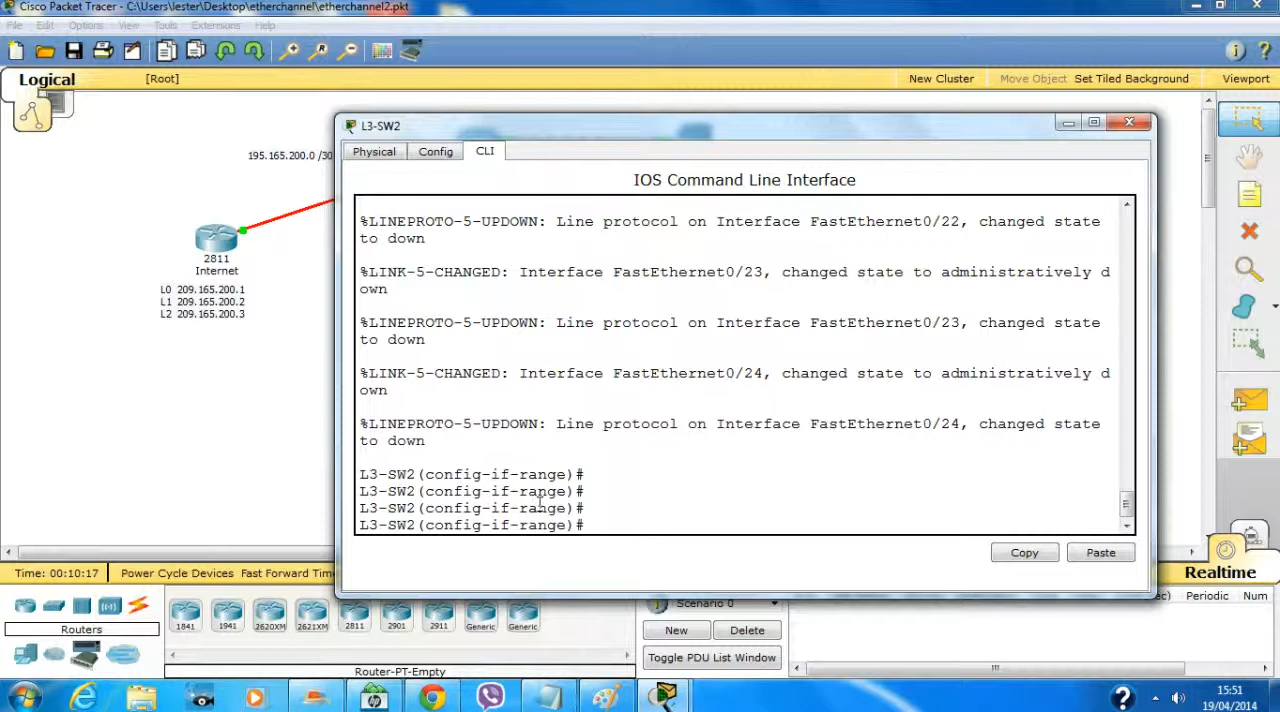 Cisco Packet Tracer - C:\Users\lester\Desktop\etherchannel\etherchannel2.pkt
File Edit Options View Tools Extensions Help
Logical
[Root]
New Cluster
Move Object
Set Tiled Background
Viewport
195.165.200.0 /30
2811
Internet
L0 209.165.200.1
L1 209.165.200.2
L2 209.165.200.3
L3-SW2
Physical
Config
CLI
IOS Command Line Interface
%LINEPROTO-5-UPDOWN: Line protocol on Interface FastEthernet0/22, changed state
to down
%LINK-5-CHANGED: Interface FastEthernet0/23, changed state to administratively d
own
%LINEPROTO-5-UPDOWN: Line protocol on Interface FastEthernet0/23, changed state
to down
%LINK-5-CHANGED: Interface FastEthernet0/24, changed state to administratively d
own
%LINEPROTO-5-UPDOWN: Line protocol on Interface FastEthernet0/24, changed state
to down
L3-SW2(config-if-range)#
L3-SW2(config-if-range)#
L3-SW2(config-if-range)#
L3-SW2(config-if-range)#
Copy
Paste
Time: 00:10:17
Power Cycle Devices
Fast Forward Tim
Realtime
Routers
1841
1941
2620XM
2621XM
2811
2901
2911
Generic
Generic
Router-PT-Empty
Scenario 0
New
Delete
Toggle PDU List Window
Periodic
Num
15:51
19/04/2014